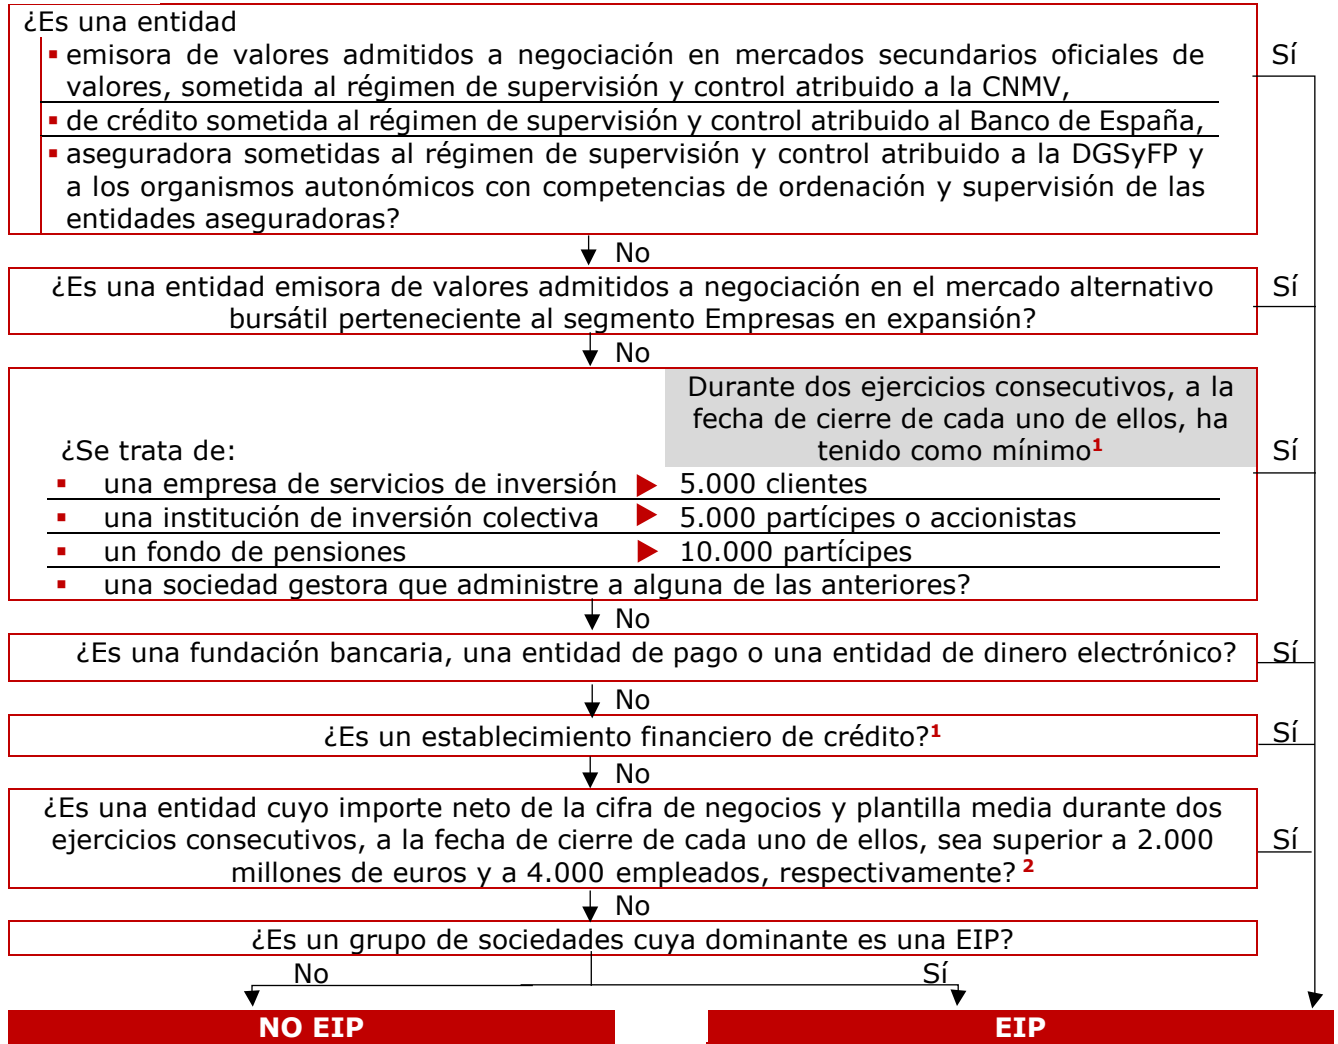 ¿Es una entidad
▪ emisora de valores admitidos a negociación en mercados secundarios oficiales de
valores, sometida al régimen de supervisión y control atribuido a la CNMV,
▪ de crédito sometida al régimen de supervisión y control atribuido al Banco de España,
▪ aseguradora sometidas al régimen de supervisión y control atribuido a la DGSyFP y
a los organismos autonómicos con competencias de ordenación y supervisión de las
entidades aseguradoras?
Sí
No
¿Es una entidad emisora de valores admitidos a negociación en el mercado alternativo
bursátil perteneciente al segmento Empresas en expansión?
Sí
No
Durante dos ejercicios consecutivos, a la
fecha de cierre de cada uno de ellos, ha
tenido como mínimo¹
¿Se trata de:
Sí
▪ una empresa de servicios de inversión ▶ 5.000 clientes
▪ una institución de inversión colectiva ▶ 5.000 partícipes o accionistas
▪ un fondo de pensiones ▶ 10.000 partícipes
▪ una sociedad gestora que administre a alguna de las anteriores?
No
¿Es una fundación bancaria, una entidad de pago o una entidad de dinero electrónico?
Sí
No
¿Es un establecimiento financiero de crédito?¹
Sí
No
¿Es una entidad cuyo importe neto de la cifra de negocios y plantilla media durante dos
ejercicios consecutivos, a la fecha de cierre de cada uno de ellos, sea superior a 2.000
millones de euros y a 4.000 empleados, respectivamente? ²
Sí
No
¿Es un grupo de sociedades cuya dominante es una EIP?
No Sí
NO EIP EIP